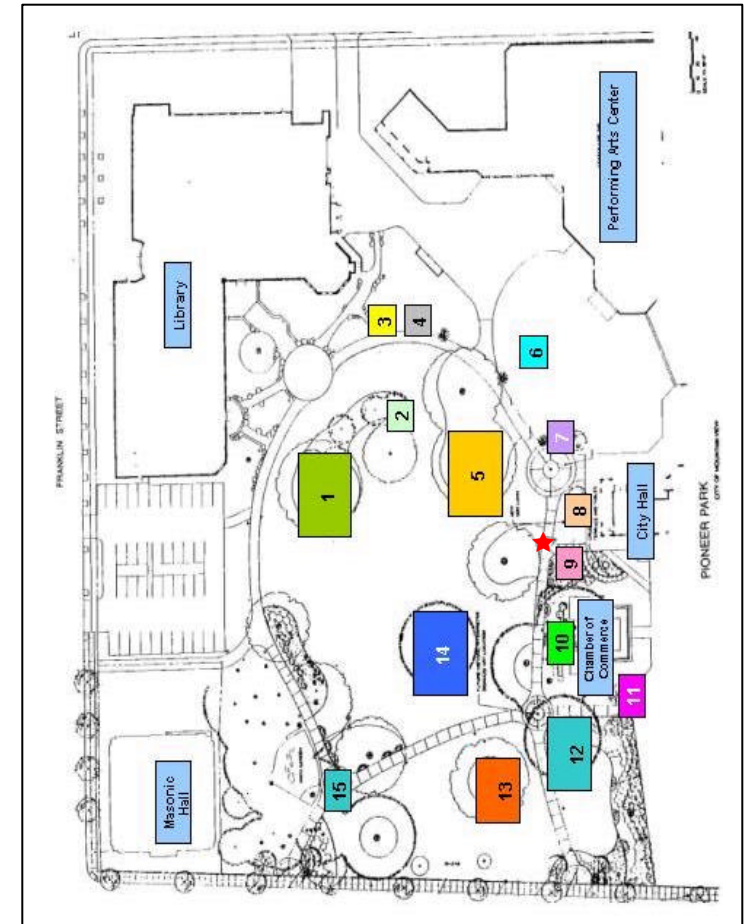 Performing Arts Center
Library
FRANKLIN STREET
3
4
6
2
7
1
5
8
City Hall
PIONEER PARK
CITY OF MOUNTAIN VIEW
9
10
Chamber of
Commerce
14
11
12
13
15
Masonic
Hall